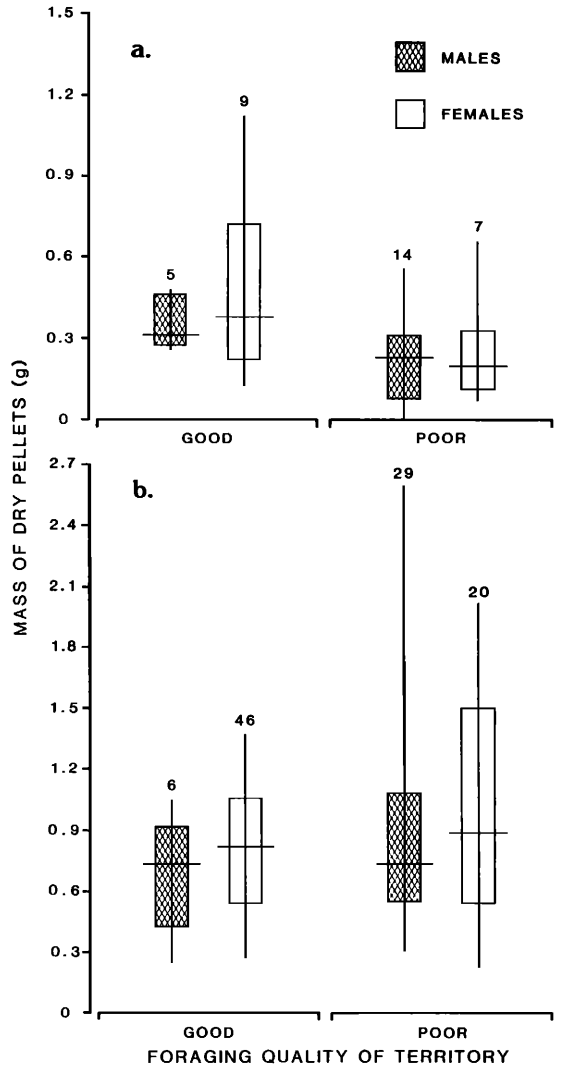 1.5
a.
MALES
1.2
9
FEMALES
0.9
7
0.6
14
5
0.3
0
GOOD
POOR
MASS OF DRY PELLETS (g)
2.7
b.
29
2.4
2.1
20
1.8
1.5
46
1.2
6
0.9
0.6
0.3
0
GOOD
POOR
FORAGING QUALITY OF TERRITORY